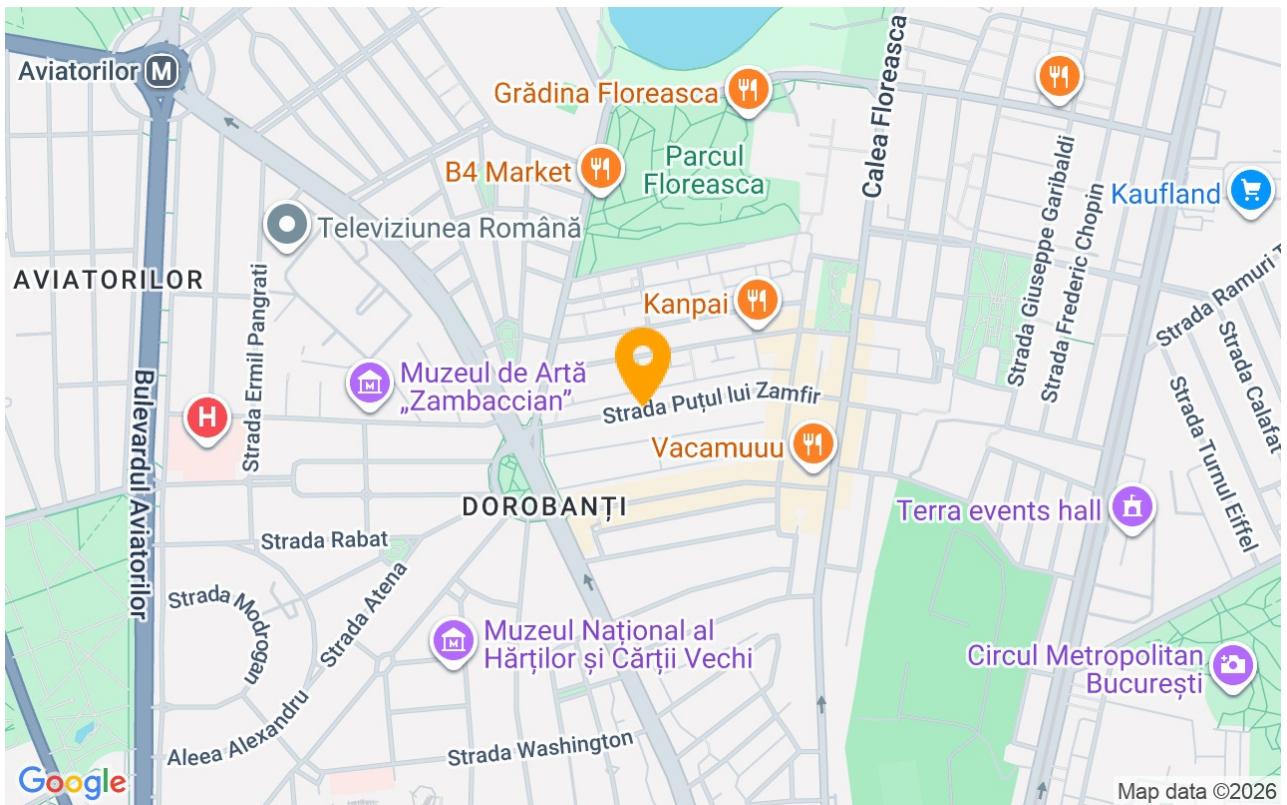 Aviatorilor
M
Grădina Floreasca
Calea Floreasca
B4 Market
Parcul
Floreasca
Strada Giuseppe Garibaldi
Strada Frederic Chopin
Kaufland
Televiziunea Română
AVIATORILOR
Strada Ermil Pangrati
Kanpai
Strada Ramuri T
Strada Calafat
Strada Turnul Eiffel
Muzeul de Artă
„Zambaccian”
Bulevardul Aviatorilor
H
Strada Puțul lui Zamfir
Vacamuuu
DOROBANȚI
Terra events hall
Strada Rabat
Strada Atena
Strada Modrogan
Muzeul Național al
Hărților și Cărții Vechi
Circul Metropolitan
București
Aleea Alexandru
Strada Washington
Google
Map data ©2026